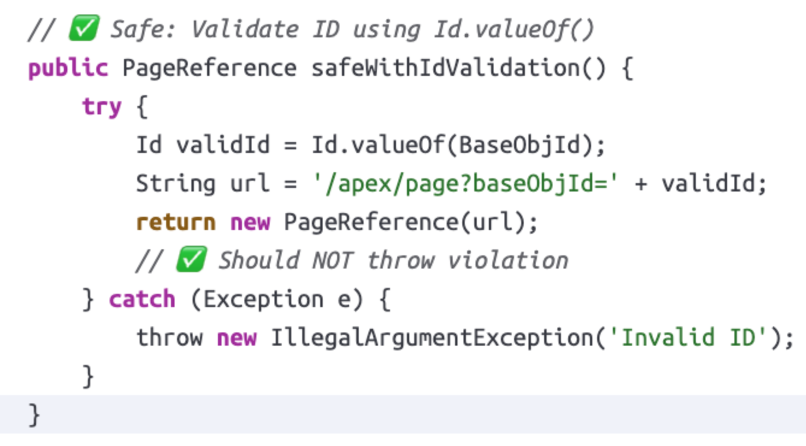 // ✅ Safe: Validate ID using Id.valueOf()
public PageReference safeWithIdValidation() {
    try {
        Id validId = Id.valueOf(BaseObjId);
        String url = '/apex/page?baseObjId=' + validId;
        return new PageReference(url);
        // ✅ Should NOT throw violation
    } catch (Exception e) {
        throw new IllegalArgumentException('Invalid ID');
    }
}